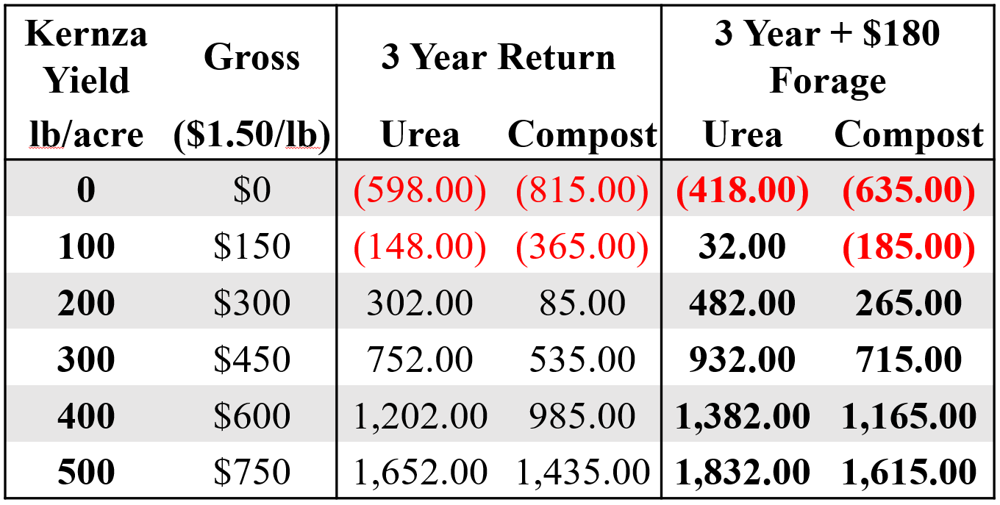 Kernza Yield lb/acre | Gross ($1.50/lb) | 3 Year Return | 3 Year + $180 Forage
Urea Compost | Urea Compost
0 $0 (598.00) (815.00) (418.00) (635.00)
100 $150 (148.00) (365.00) 32.00 (185.00)
200 $300 302.00 85.00 482.00 265.00
300 $450 752.00 535.00 932.00 715.00
400 $600 1,202.00 985.00 1,382.00 1,165.00
500 $750 1,652.00 1,435.00 1,832.00 1,615.00